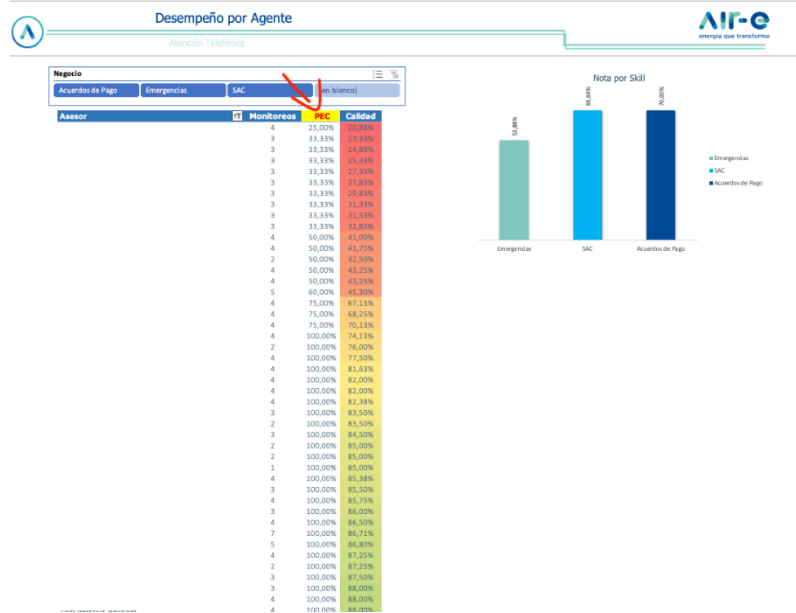 Desempeño por Agente
Atención Telefónica
AIr-e
energía que transforma
Negocio
Acuerdos de Pago Emergencias SAC en blanco)
Asesor Monitoreos PEC Calidad
4 25,00% 20,88%
3 33,33% 23,33%
3 33,33% 24,83%
3 33,33% 25,33%
3 33,33% 27,33%
3 33,33% 27,83%
3 33,33% 29,83%
3 33,33% 31,33%
3 33,33% 31,33%
3 33,33% 32,83%
4 50,00% 41,00%
4 50,00% 41,75%
2 50,00% 42,50%
4 50,00% 43,25%
4 50,00% 43,25%
5 60,00% 45,30%
4 75,00% 67,13%
4 75,00% 68,25%
4 75,00% 70,13%
4 100,00% 74,13%
2 100,00% 76,00%
4 100,00% 77,50%
4 100,00% 81,63%
4 100,00% 82,00%
4 100,00% 82,00%
4 100,00% 82,38%
3 100,00% 83,50%
2 100,00% 83,50%
3 100,00% 84,50%
2 100,00% 85,00%
2 100,00% 85,00%
1 100,00% 85,00%
4 100,00% 85,38%
3 100,00% 85,50%
4 100,00% 85,75%
3 100,00% 86,00%
4 100,00% 86,50%
7 100,00% 86,71%
5 100,00% 86,80%
4 100,00% 87,25%
2 100,00% 87,25%
3 100,00% 87,50%
3 100,00% 88,00%
4 100,00% 88,00%
4 100,00% 88,00%
Nota por Skill
53,88%
69,64%
70,00%
Emergencias
SAC
Acuerdos de Pago
Emergencias SAC Acuerdos de Pago